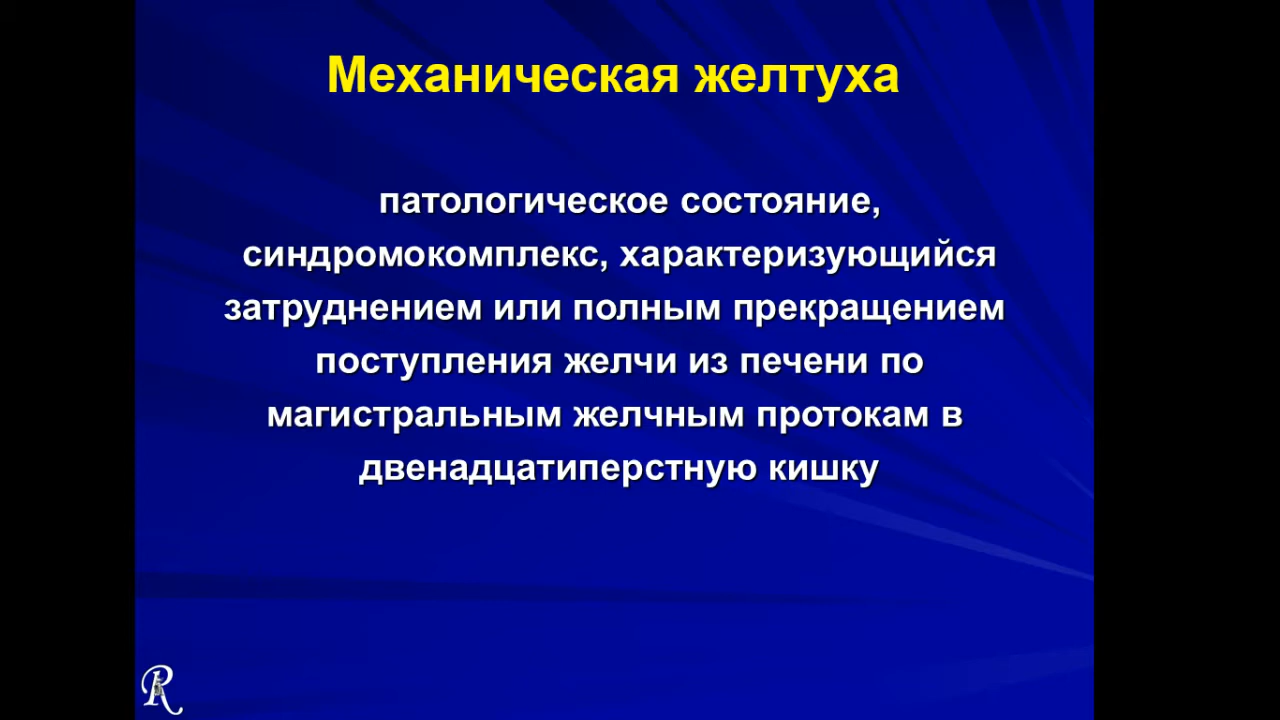 Механическая желтуха
патологическое состояние,
синдромокомплекс, характеризующийся
затруднением или полным прекращением
поступления желчи из печени по
магистральным желчным протокам в
двенадцатиперстную кишку
R